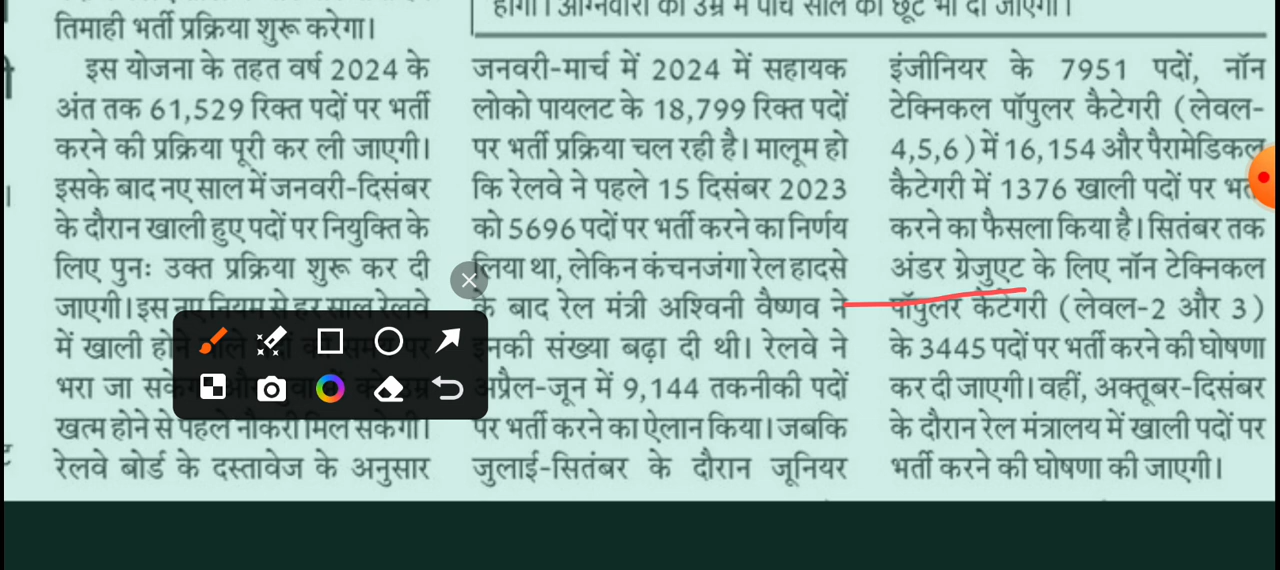 तिमाही भर्ती प्रक्रिया शुरू करेगा।
इस योजना के तहत वर्ष 2024 के
अंत तक 61,529 रिक्त पदों पर भर्ती
करने की प्रक्रिया पूरी कर ली जाएगी।
इसके बाद नए साल में जनवरी-दिसंबर
के दौरान खाली हुए पदों पर नियुक्ति के
लिए पुनः उक्त प्रक्रिया शुरू कर दी
जाएगी। इस नए नियम से हर साल रेलवे
में खाली
भरा जा
खत्म होने से पहले नौकरी मिल सकेगी।
रेलवे बोर्ड के दस्तावेज के अनुसार
होगी। अग्निवीरों को उम्र में पांच साल की छूट भी दी जाएगी।
जनवरी-मार्च में 2024 में सहायक
लोको पायलट के 18,799 रिक्त पदों
पर भर्ती प्रक्रिया चल रही है। मालूम हो
कि रेलवे ने पहले 15 दिसंबर 2023
को 5696 पदों पर भर्ती करने का निर्णय
लिया था, लेकिन कंचनजंगा रेल हादसे
के बाद रेल मंत्री अश्विनी वैष्णव ने
इनकी संख्या बढ़ा दी थी। रेलवे ने
अप्रैल-जून में 9,144 तकनीकी पदों
पर भर्ती करने का ऐलान किया। जबकि
जुलाई-सितंबर के दौरान जूनियर
इंजीनियर के 7951 पदों, नॉन
टेक्निकल पॉपुलर कैटेगरी (लेवल-
4,5,6) में 16,154 और पैरामेडिकल
कैटेगरी में 1376 खाली पदों पर
करने का फैसला किया है। सितंबर तक
अंडर ग्रेजुएट के लिए नॉन टेक्निकल
पॉपुलर कैटेगरी (लेवल-2 और 3)
के 3445 पदों पर भर्ती करने की घोषणा
कर दी जाएगी। वहीं, अक्तूबर-दिसंबर
के दौरान रेल मंत्रालय में खाली पदों पर
भर्ती करने की घोषणा की जाएगी।